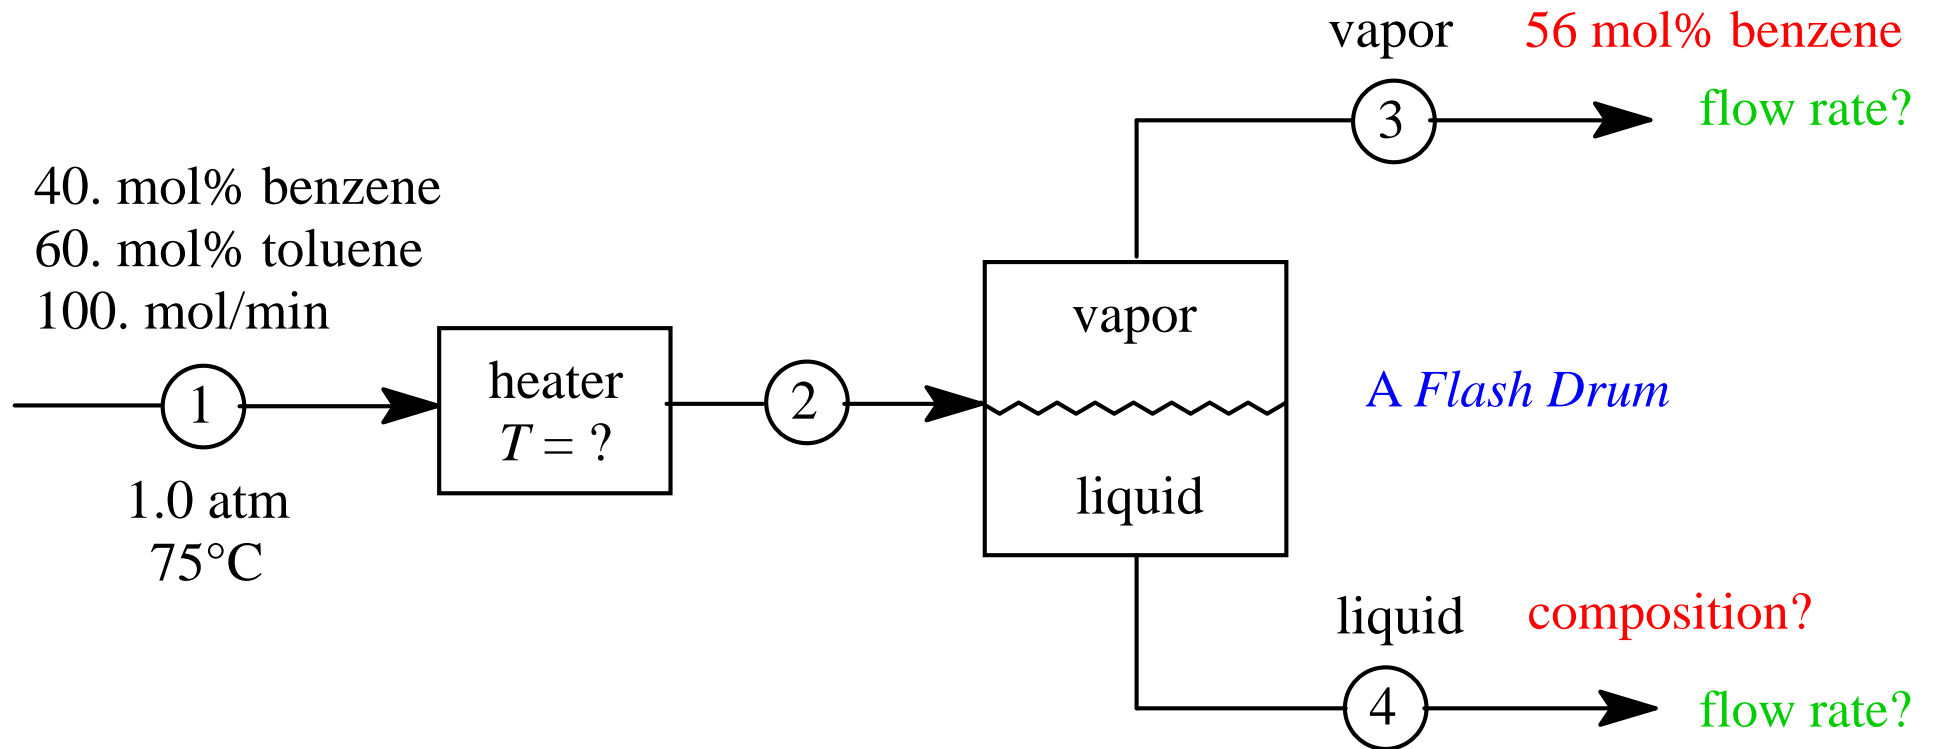 vapor 56 mol% benzene
3
flow rate?
40. mol% benzene
60. mol% toluene
100. mol/min
1
1.0 atm
75°C
heater
T = ?
2
vapor
liquid
A Flash Drum
liquid composition?
4
flow rate?